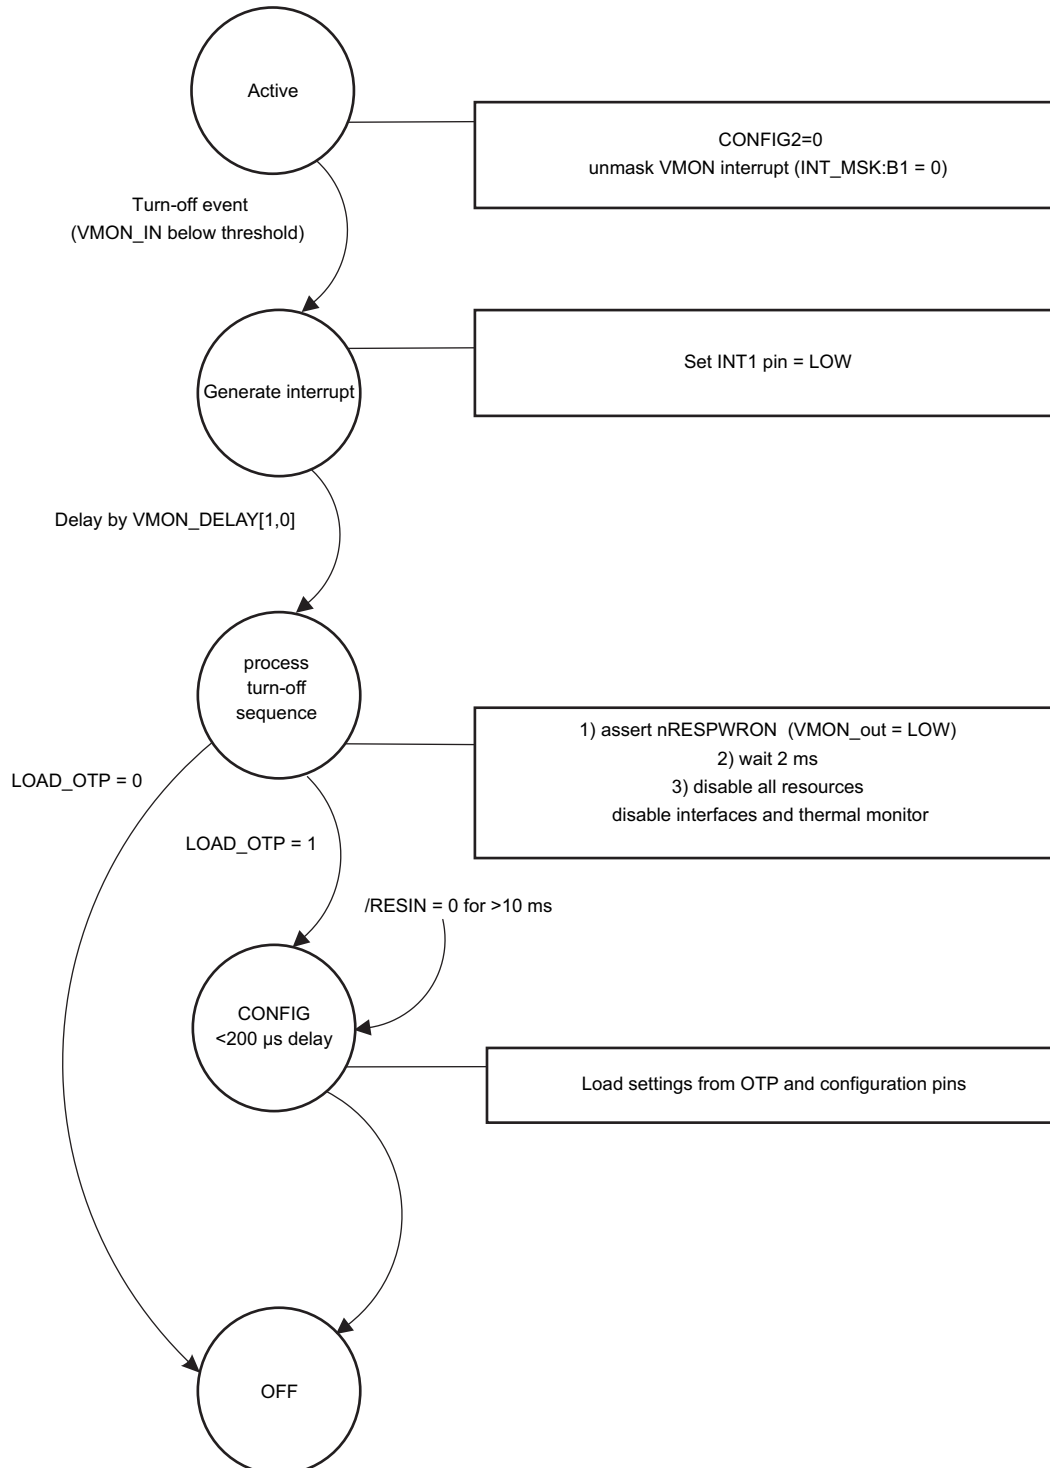 Active
CONFIG2=0
unmask VMON interrupt (INT_MSK:B1 = 0)
Turn-off event
(VMON_IN below threshold)
Generate interrupt
Set INT1 pin = LOW
Delay by VMON_DELAY[1,0]
process
turn-off
sequence
1) assert nRESPWRON  (VMON_out = LOW)
2) wait 2 ms
3) disable all resources
disable interfaces and thermal monitor
LOAD_OTP = 0
LOAD_OTP = 1
/RESIN = 0 for >10 ms
CONFIG
<200 µs delay
Load settings from OTP and configuration pins
OFF